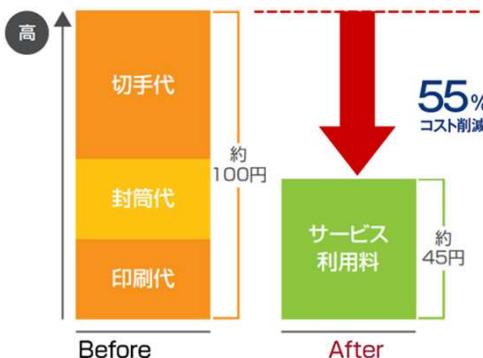 高
切手代
封筒代
印刷代
約
100円
55%
コスト削減
サービス
利用料
約
45円
Before
After